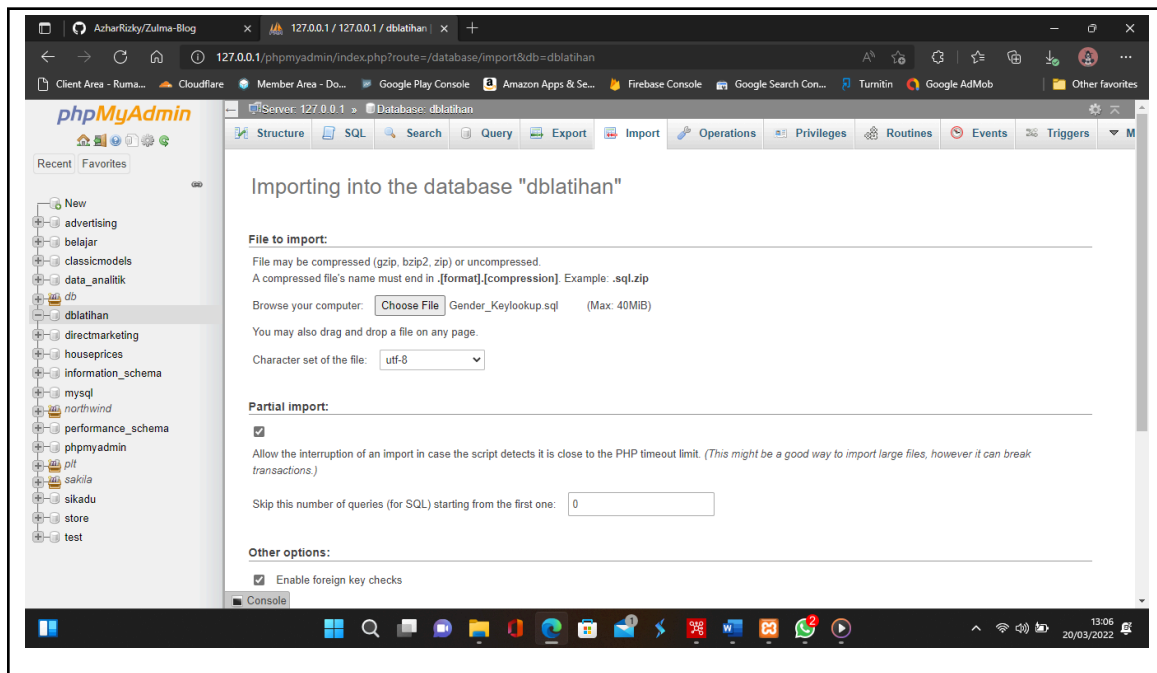 AzharRizky/Zulma-Blog
127.0.0.1 / 127.0.0.1 / dblatihan |
127.0.0.1/phpmyadmin/index.php?route=/database/import&db=dblatihan
Client Area - Ruma... Cloudflare Member Area - Do... Google Play Console Amazon Apps & Se... Firebase Console Google Search Con... Turnitin Google AdMob Other favorites
phpMyAdmin
Recent Favorites
New
advertising
belajar
classicmodels
data_analitik
db
dblatihan
directmarketing
houseprices
information_schema
mysql
northwind
performance_schema
phpmyadmin
plt
sakila
sikadu
store
test
Server: 127.0.0.1 » Database: dblatihan
Structure SQL Search Query Export Import Operations Privileges Routines Events Triggers M
Importing into the database "dblatihan"
File to import:
File may be compressed (gzip, bzip2, zip) or uncompressed.
A compressed file's name must end in .[format].[compression]. Example: .sql.zip
Browse your computer: Choose File Gender_Keylookup.sql (Max: 40MiB)
You may also drag and drop a file on any page.
Character set of the file: utf-8
Partial import:
Allow the interruption of an import in case the script detects it is close to the PHP timeout limit. (This might be a good way to import large files, however it can break
transactions.)
Skip this number of queries (for SQL) starting from the first one: 0
Other options:
Enable foreign key checks
Console
1
2
13:06
20/03/2022